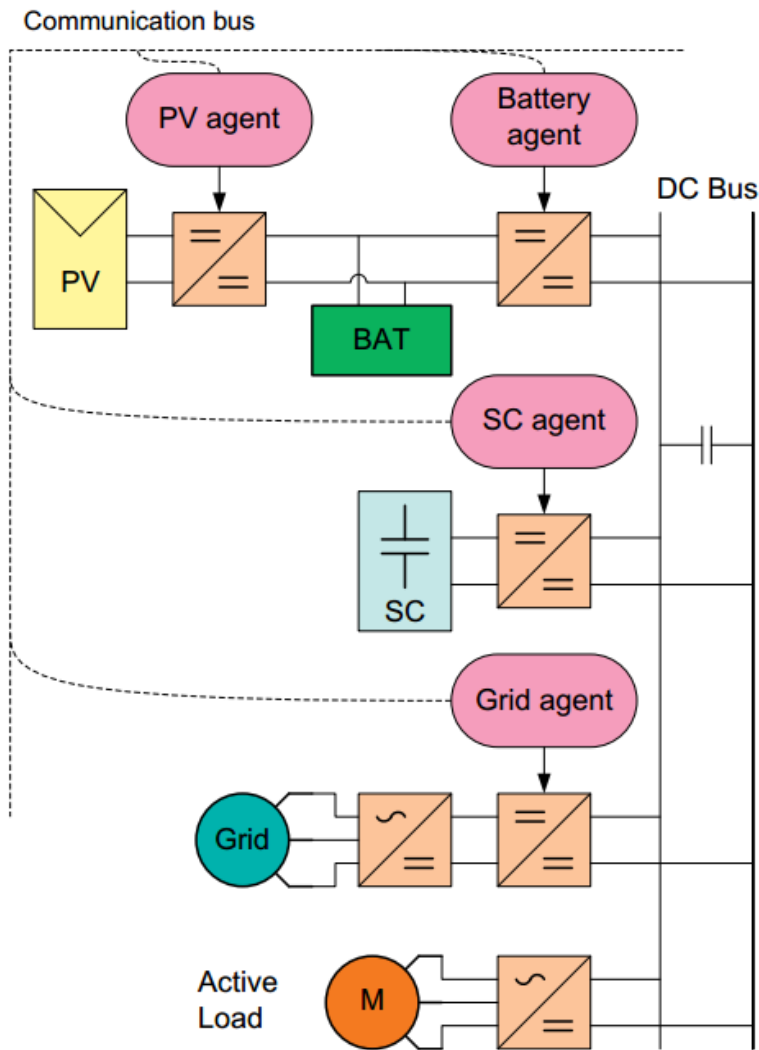 Communication bus
PV agent
Battery
agent
DC Bus
PV
BAT
SC agent
SC
Grid agent
Grid
Active
Load
M